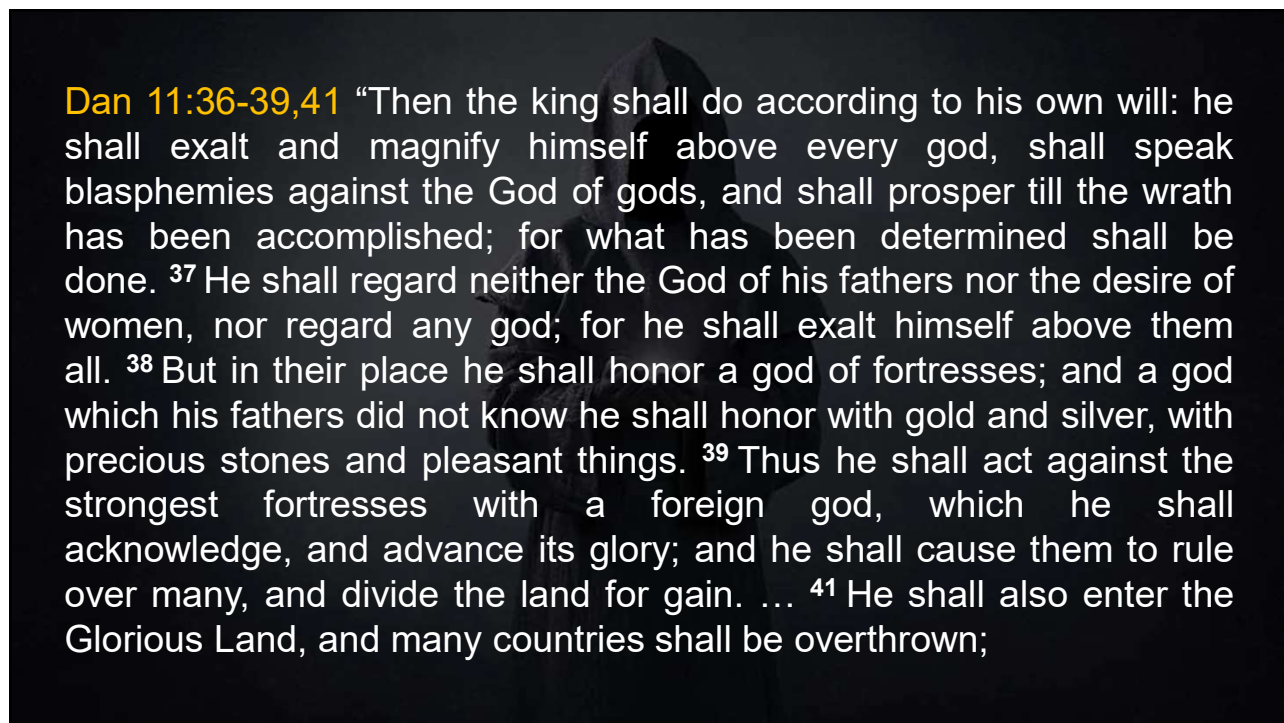 Dan 11:36-39,41 “Then the king shall do according to his own will: he
shall exalt and magnify himself above every god, shall speak
blasphemies against the God of gods, and shall prosper till the wrath
has been accomplished; for what has been determined shall be
done. 37 He shall regard neither the God of his fathers nor the desire of
women, nor regard any god; for he shall exalt himself above them
all. 38 But in their place he shall honor a god of fortresses; and a god
which his fathers did not know he shall honor with gold and silver, with
precious stones and pleasant things. 39 Thus he shall act against the
strongest fortresses with a foreign god, which he shall
acknowledge, and advance its glory; and he shall cause them to rule
over many, and divide the land for gain. … 41 He shall also enter the
Glorious Land, and many countries shall be overthrown;